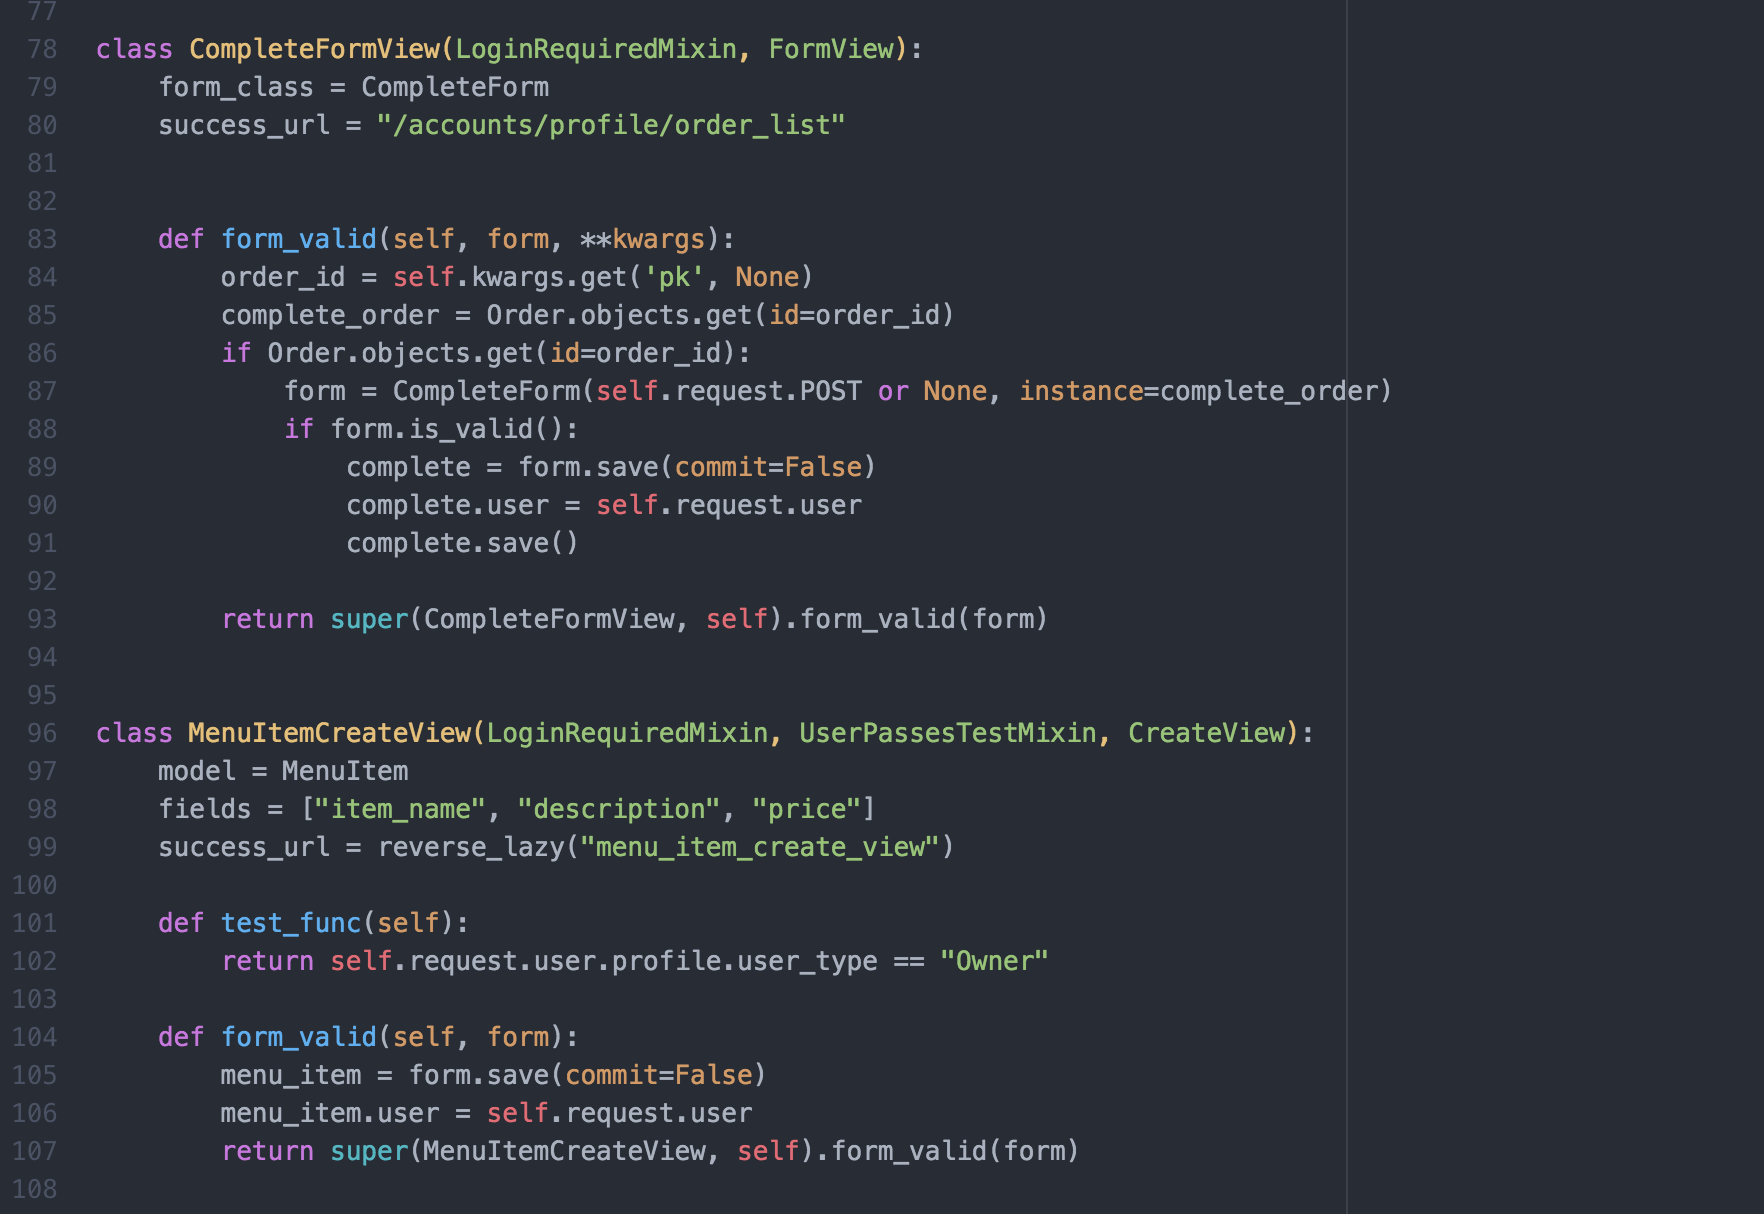 77
78 class CompleteFormView(LoginRequiredMixin, FormView):
79     form_class = CompleteForm
80     success_url = "/accounts/profile/order_list"
81
82
83     def form_valid(self, form, **kwargs):
84         order_id = self.kwargs.get('pk', None)
85         complete_order = Order.objects.get(id=order_id)
86         if Order.objects.get(id=order_id):
87             form = CompleteForm(self.request.POST or None, instance=complete_order)
88             if form.is_valid():
89                 complete = form.save(commit=False)
90                 complete.user = self.request.user
91                 complete.save()
92
93         return super(CompleteFormView, self).form_valid(form)
94
95
96 class MenuItemCreateView(LoginRequiredMixin, UserPassesTestMixin, CreateView):
97     model = MenuItem
98     fields = ["item_name", "description", "price"]
99     success_url = reverse_lazy("menu_item_create_view")
100
101     def test_func(self):
102         return self.request.user.profile.user_type == "Owner"
103
104     def form_valid(self, form):
105         menu_item = form.save(commit=False)
106         menu_item.user = self.request.user
107         return super(MenuItemCreateView, self).form_valid(form)
108